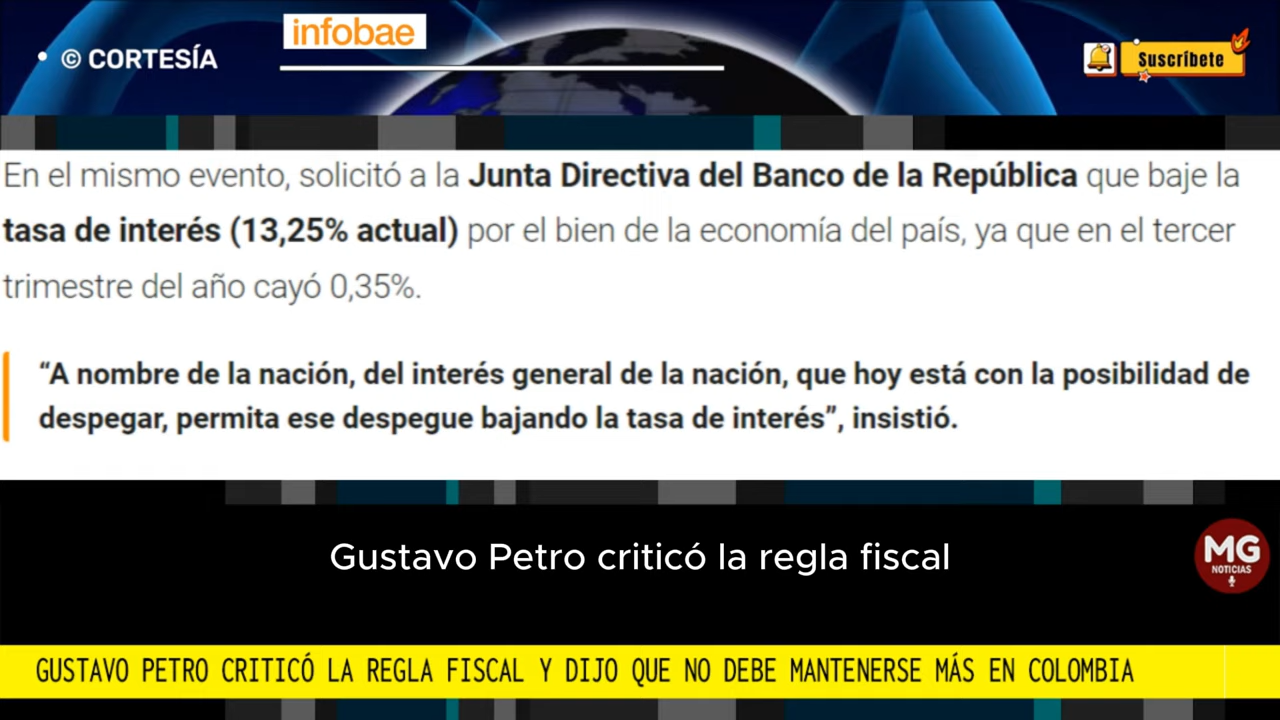 infobae
© CORTESÍA
Suscríbete
En el mismo evento, solicitó a la Junta Directiva del Banco de la República que baje la
tasa de interés (13,25% actual) por el bien de la economía del país, ya que en el tercer
trimestre del año cayó 0,35%.
“A nombre de la nación, del interés general de la nación, que hoy está con la posibilidad de
despegar, permita ese despegue bajando la tasa de interés”, insistió.
Gustavo Petro criticó la regla fiscal
MG
NOTICIAS
GUSTAVO PETRO CRITICÓ LA REGLA FISCAL Y DIJO QUE NO DEBE MANTENERSE MÁS EN COLOMBIA